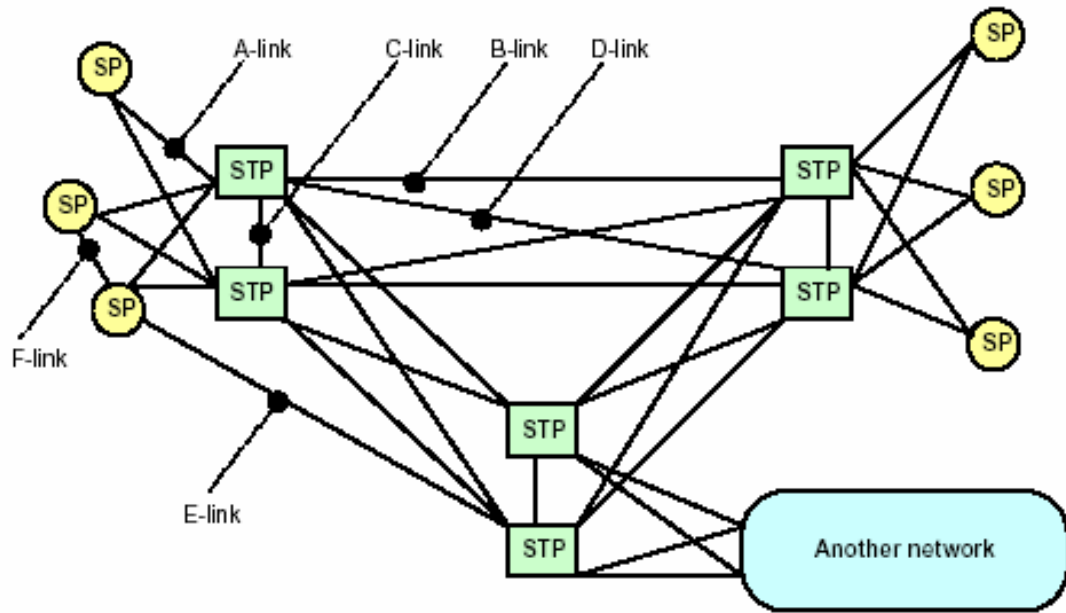 SP
A-link
C-link
B-link
D-link
SP
STP
STP
SP
SP
STP
STP
SP
SP
F-link
STP
E-link
STP
Another network